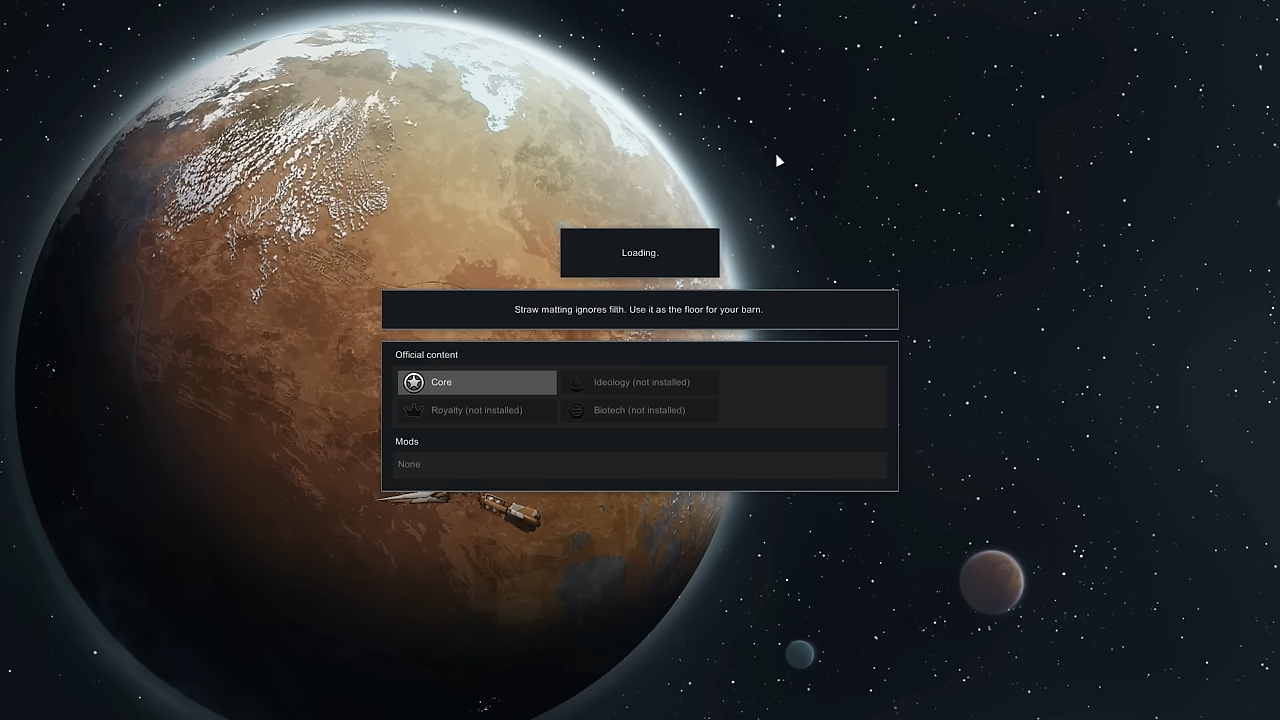 Loading.
Straw matting ignores filth. Use it as the floor for your barn.
Official content
Core
Ideology (not installed)
Royalty (not installed)
Biotech (not installed)
Mods
None